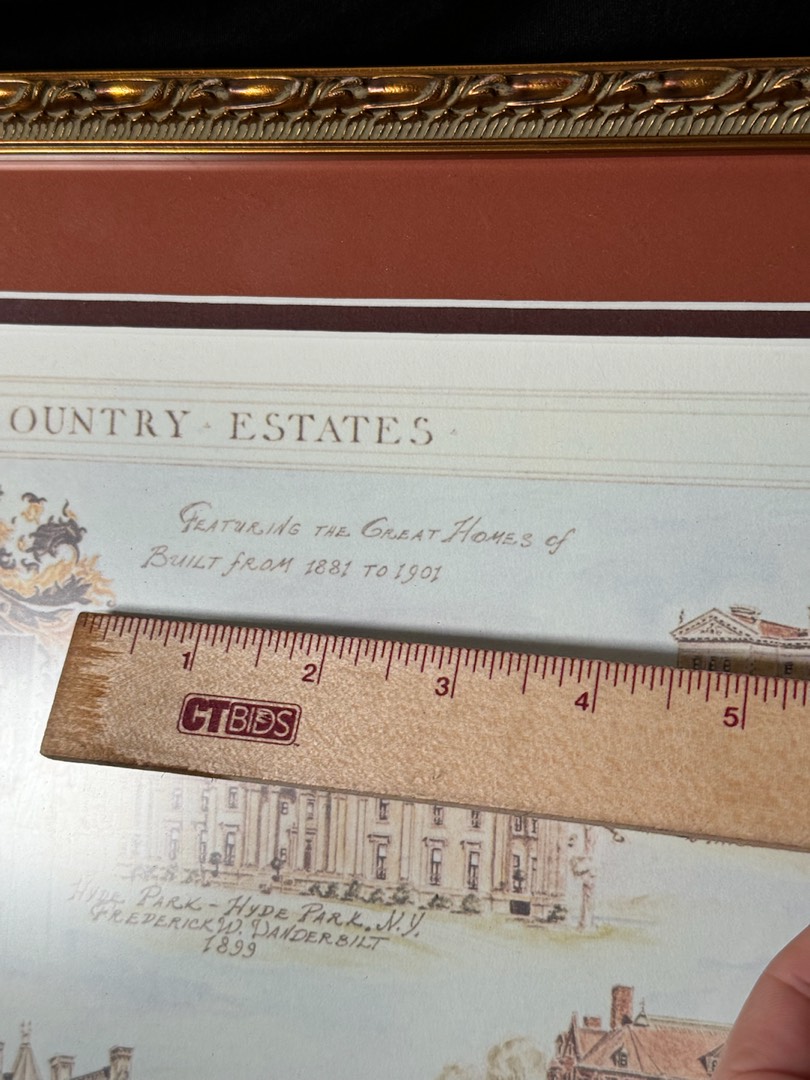 OUNTRY · ESTATES ·
FEATURING THE GREAT HOMES of
BUILT fROM 1881 TO 1901
1 2 3 4 5
CTBIDS
HYDE PARK - HYDE PARK, N.Y.
FREDERICK W. VANDERBILT
1899